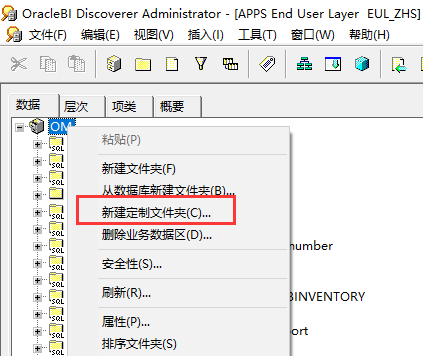 OracleBI Discoverer Administrator - [APPS End User Layer EUL_ZHS]
文件(F) 编辑(E) 视图(V) 插入(I) 工具(T) 窗口(W) 帮助(H)
数据 层次 项类 概要
OM
粘贴(P)
SQL
新建文件夹(F)
从数据库新建文件夹(B)...
SQL
新建定制文件夹(C)...
SQL
删除业务数据区(D)...
number
SQL
安全性(S)...
SQL
刷新(R)...
BINVENTORY
SQL
属性(P)...
port
排序文件夹(S)
SQL